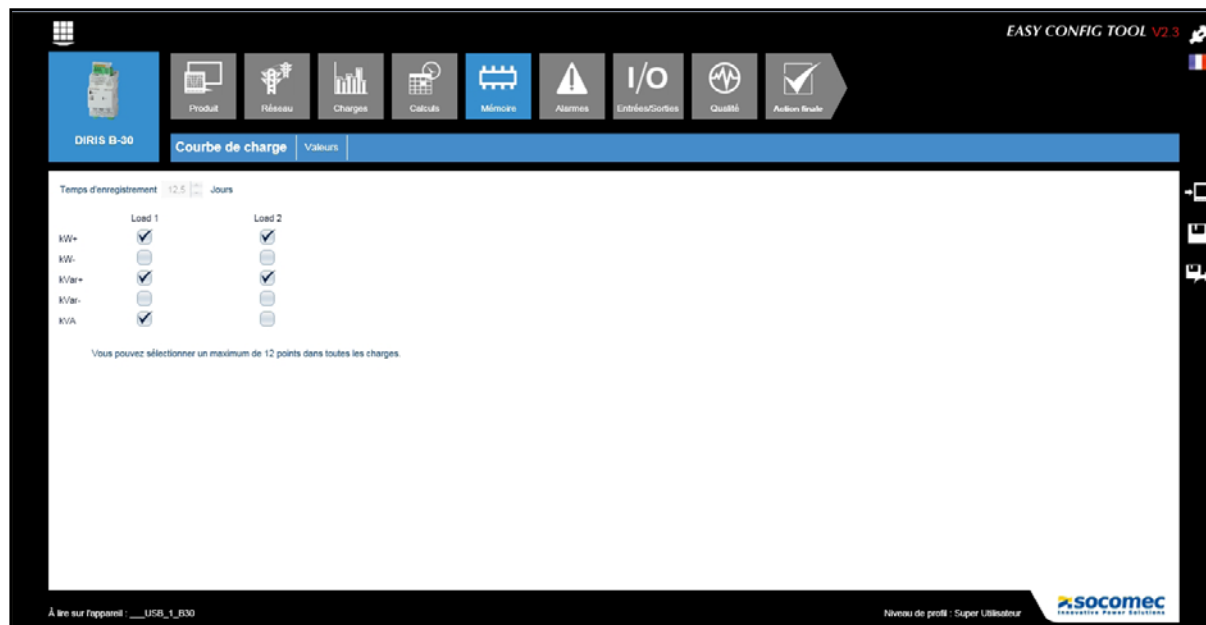 EASY CONFIG TOOL V2.3
Produit
Réseau
Charges
Calculs
Mémoire
Alarmes
I/O
Entrées/Sorties
Qualité
Action finale
DIRIS B-30
Courbe de charge
Valeurs
Temps d'enregistrement 12.5 Jours
Load 1 Load 2
kW+
kW-
kVar+
kVar-
kVA
Vous pouvez sélectionner un maximum de 12 points dans toutes les charges.
À lire sur l'appareil : ___USB_1_B30
Niveau de profil : Super Utilisateur
socomec
Innovative Power Solutions